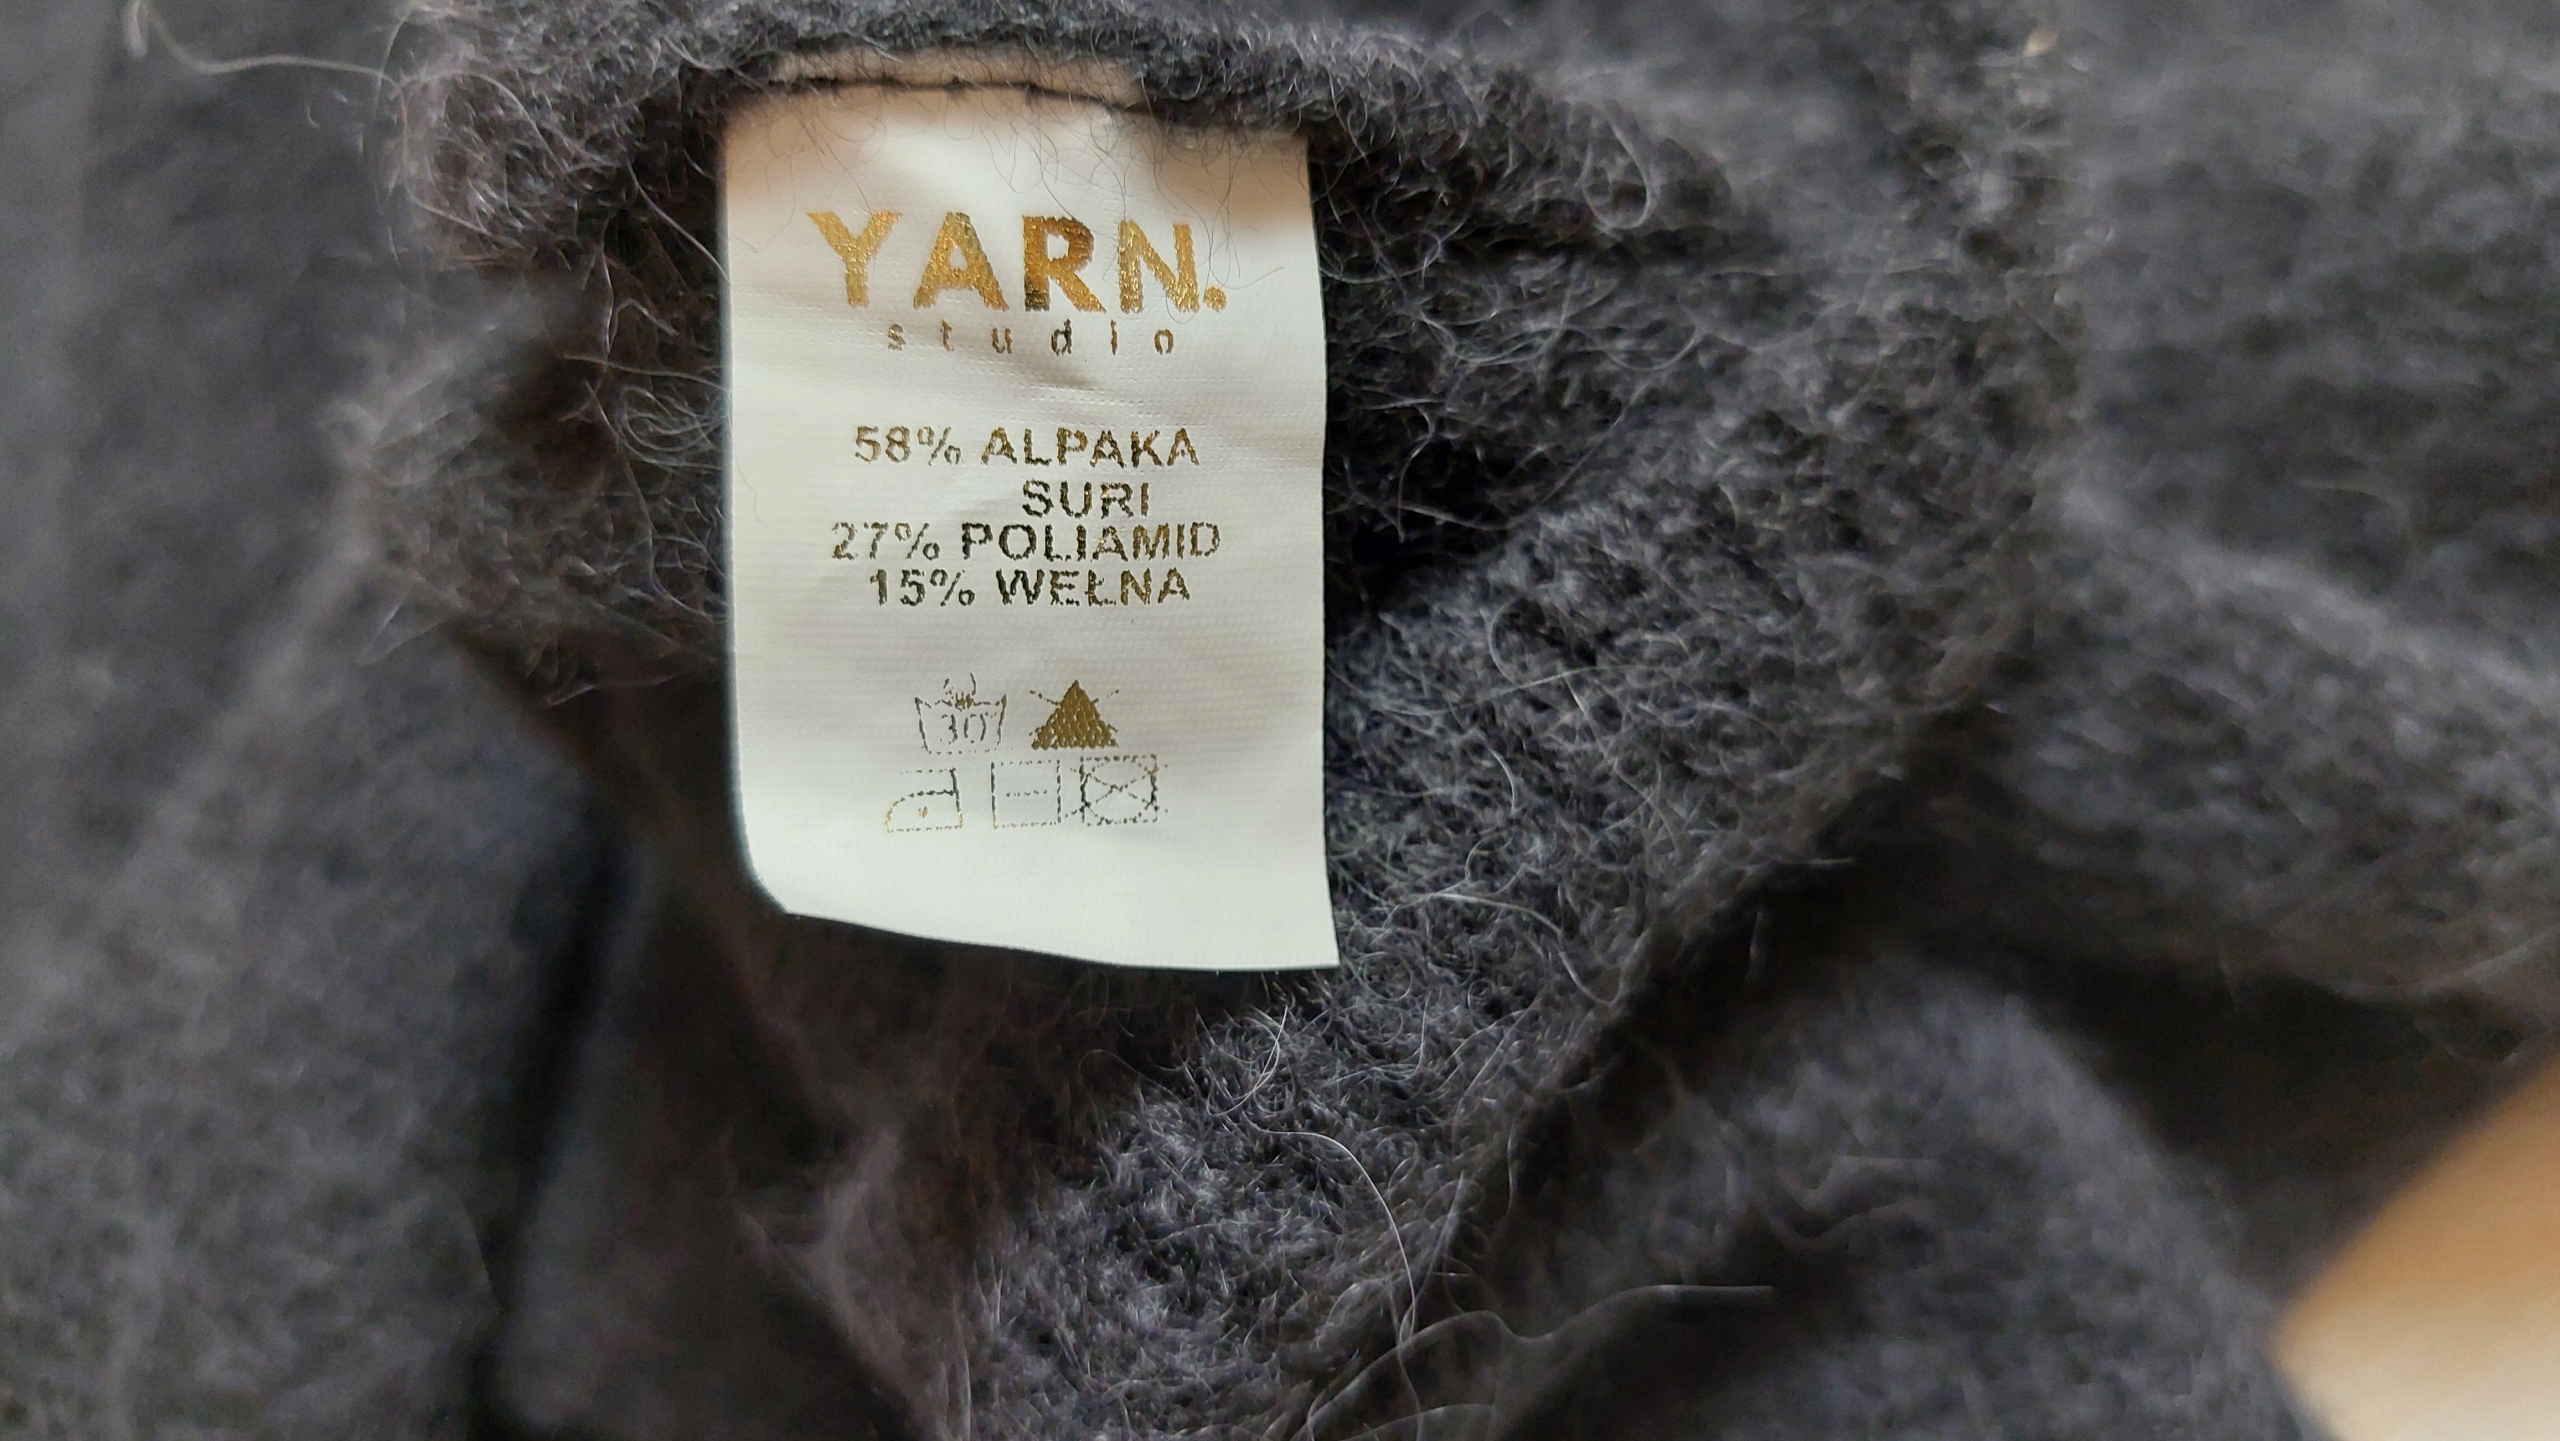 YARN.
studio
58% ALPAKA
SURI
27% POLIAMID
15% WEŁNA
30